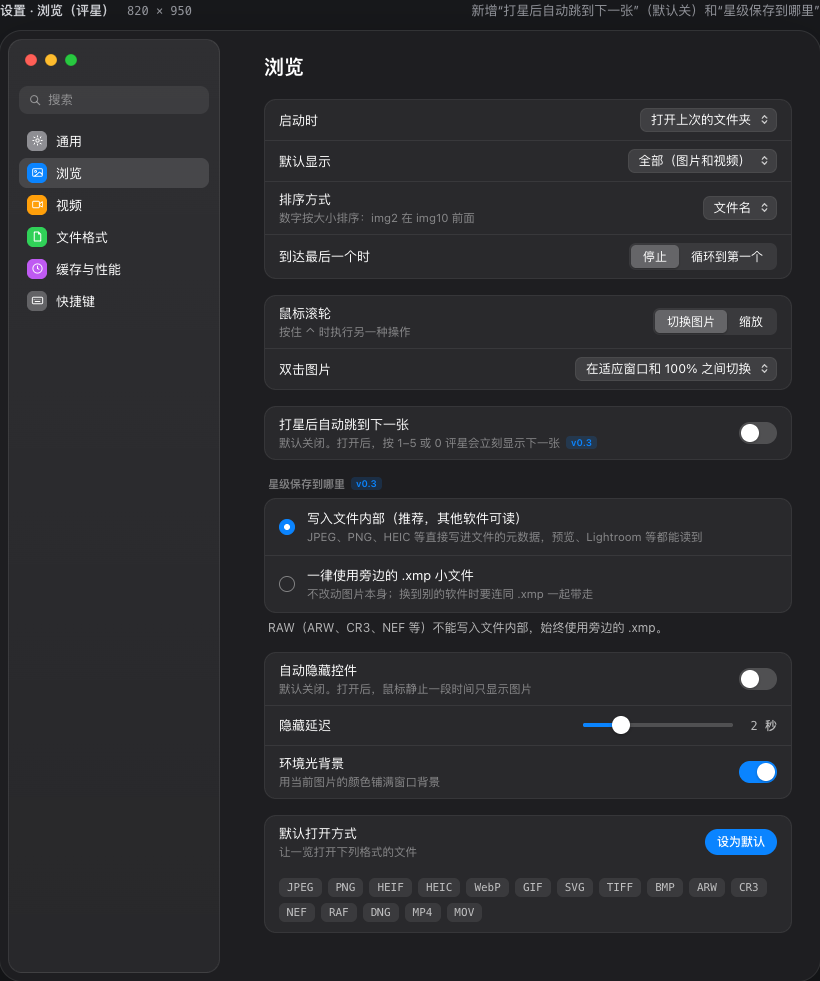 设置 · 浏览（评星） 820 × 950 新增“打星后自动跳到下一张”（默认关）和“星级保存到哪里”
搜索
通用
浏览
视频
文件格式
缓存与性能
快捷键
浏览
启动时 打开上次的文件夹
默认显示 全部（图片和视频）
排序方式
数字按大小排序：img2 在 img10 前面
文件名
到达最后一个时 停止 循环到第一个
鼠标滚轮
按住 ⌃ 时执行另一种操作
切换图片 缩放
双击图片 在适应窗口和 100% 之间切换
打星后自动跳到下一张
默认关闭。打开后，按 1–5 或 0 评星会立刻显示下一张 v0.3
星级保存到哪里 v0.3
写入文件内部（推荐，其他软件可读）
JPEG、PNG、HEIC 等直接写进文件的元数据，预览、Lightroom 等都能读到
一律使用旁边的 .xmp 小文件
不改动图片本身；换到别的软件时要连同 .xmp 一起带走
RAW（ARW、CR3、NEF 等）不能写入文件内部，始终使用旁边的 .xmp。
自动隐藏控件
默认关闭。打开后，鼠标静止一段时间只显示图片
隐藏延迟 2 秒
环境光背景
用当前图片的颜色铺满窗口背景
默认打开方式
让一览打开下列格式的文件
设为默认
JPEG PNG HEIF HEIC WebP GIF SVG TIFF BMP ARW CR3
NEF RAF DNG MP4 MOV